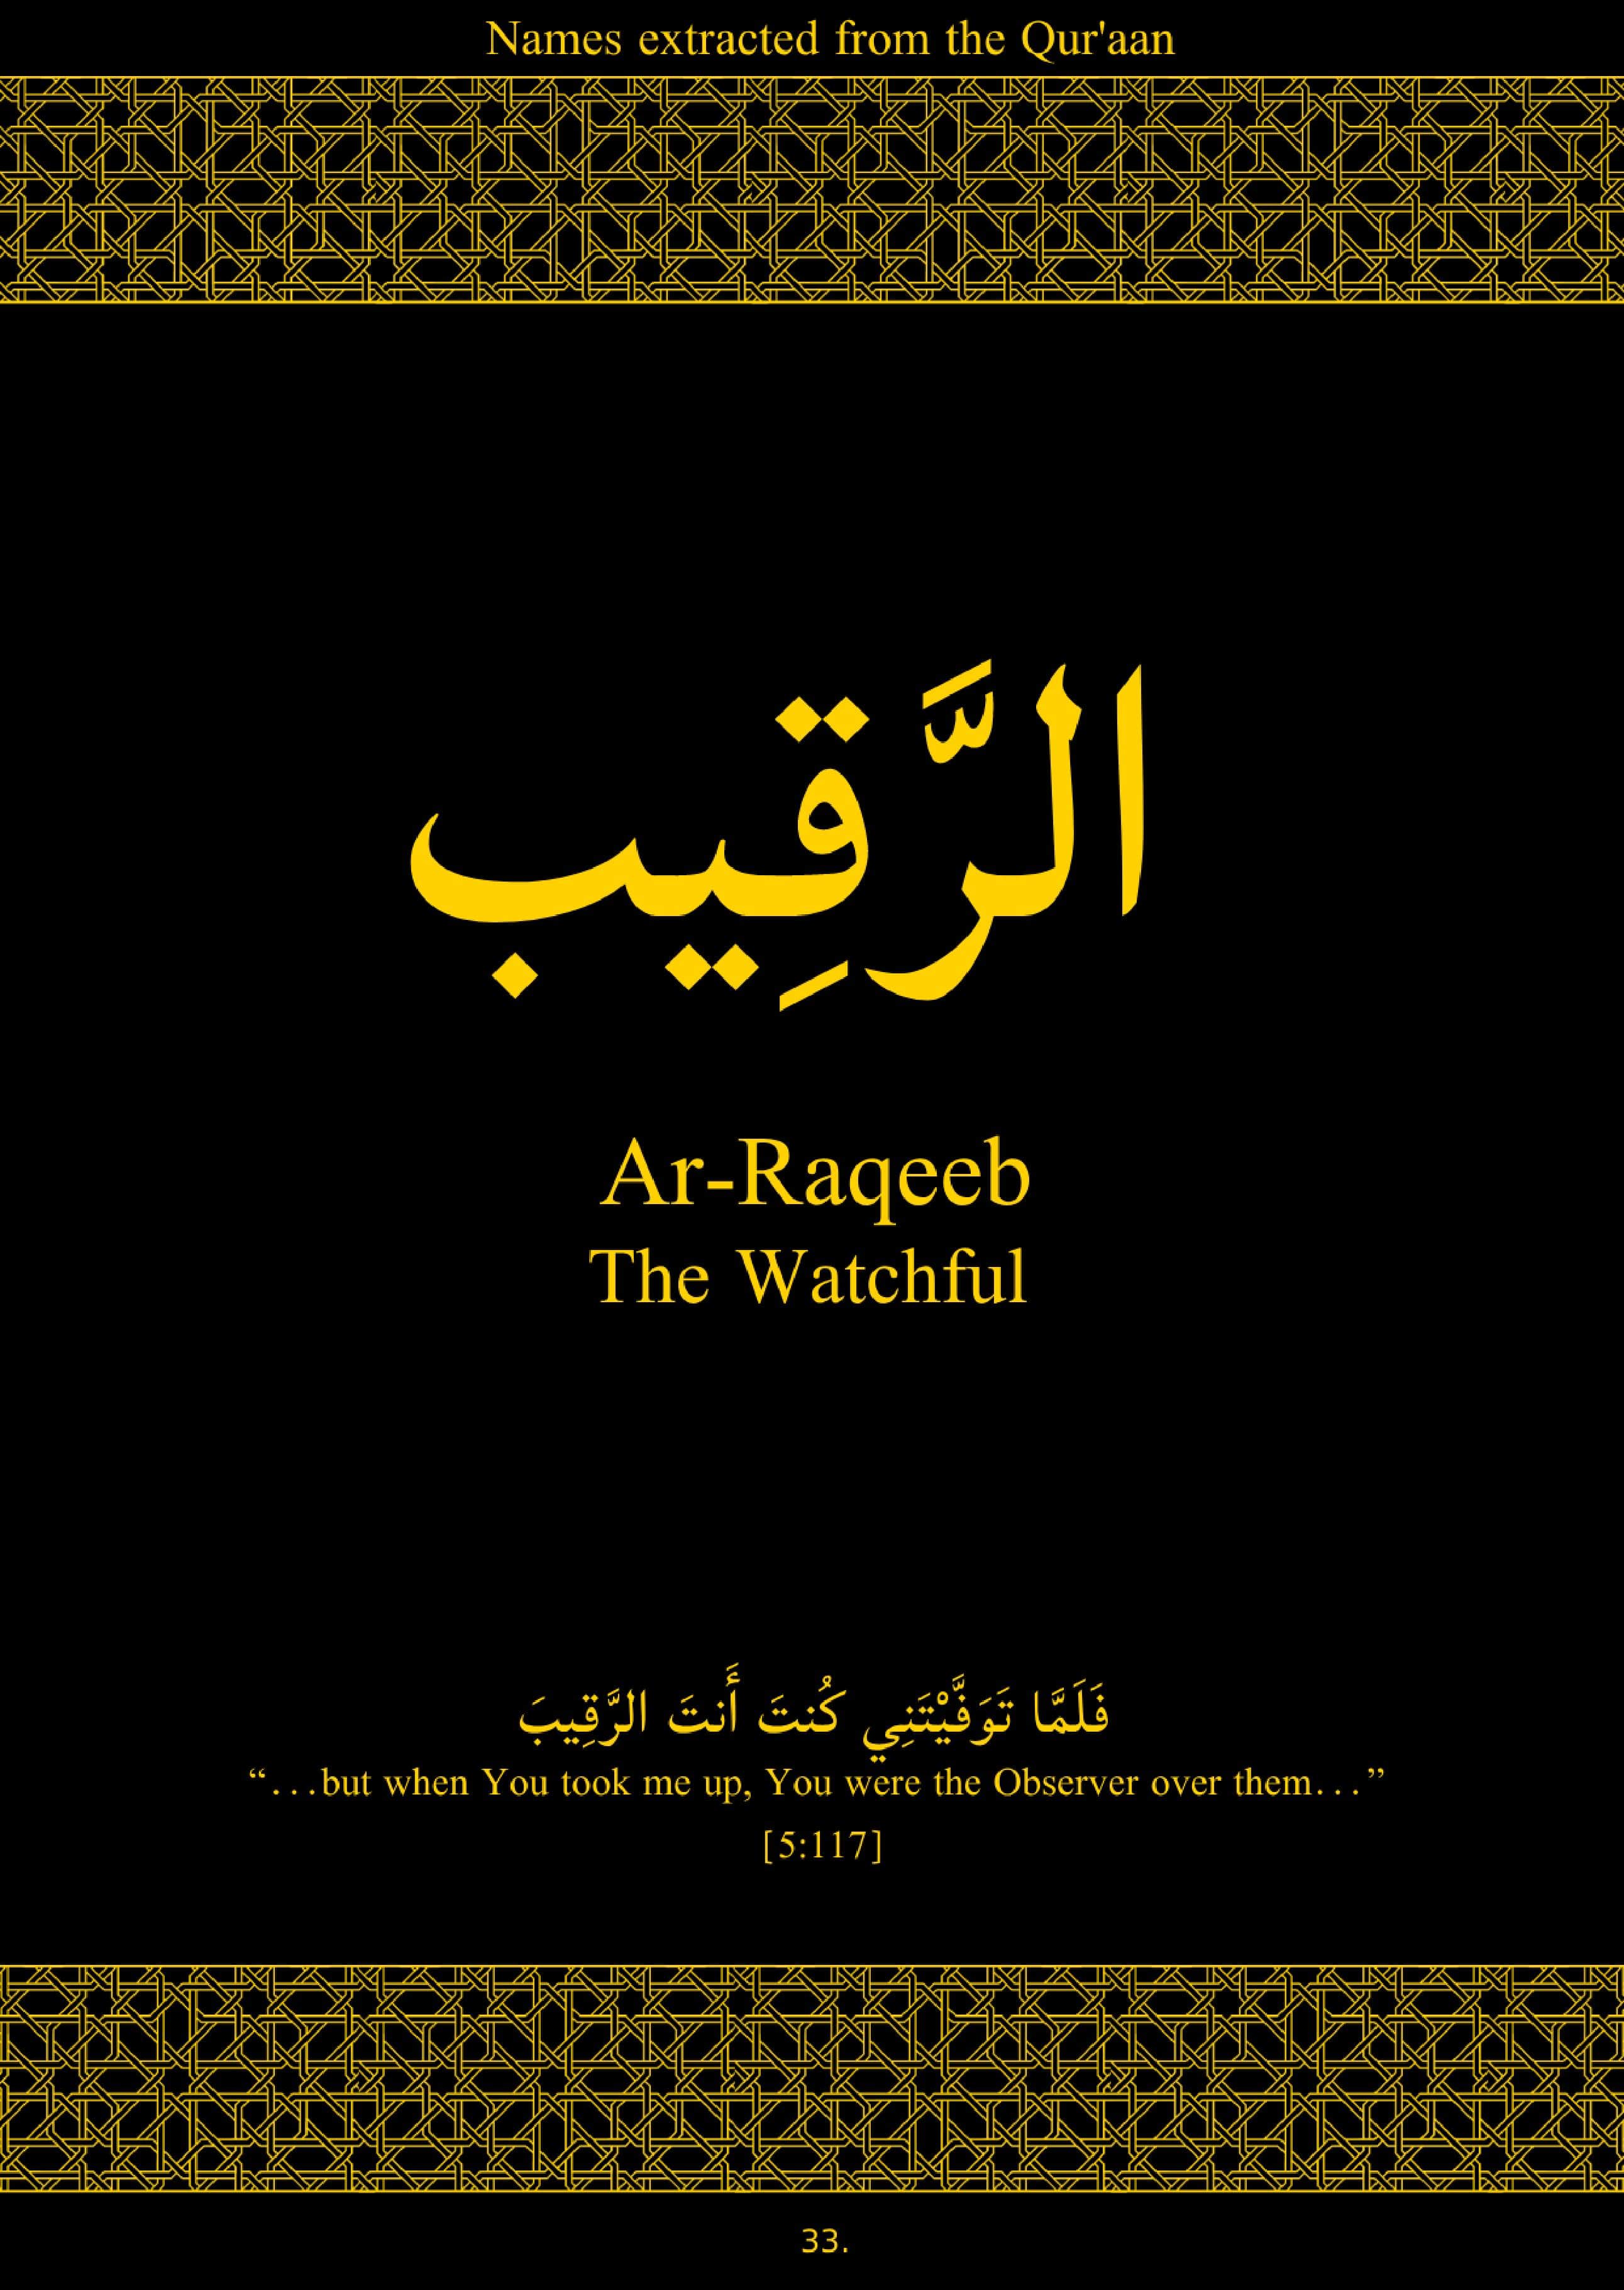 Names extracted from the Qur'aan
الرَّقِيب
Ar-Raqeeb
The Watchful
فَلَمَّا تَوَفَّيْتَنِي كُنتَ أَنتَ الرَّقِيبَ
“...but when You took me up, You were the Observer over them...”
[5:117]
33.